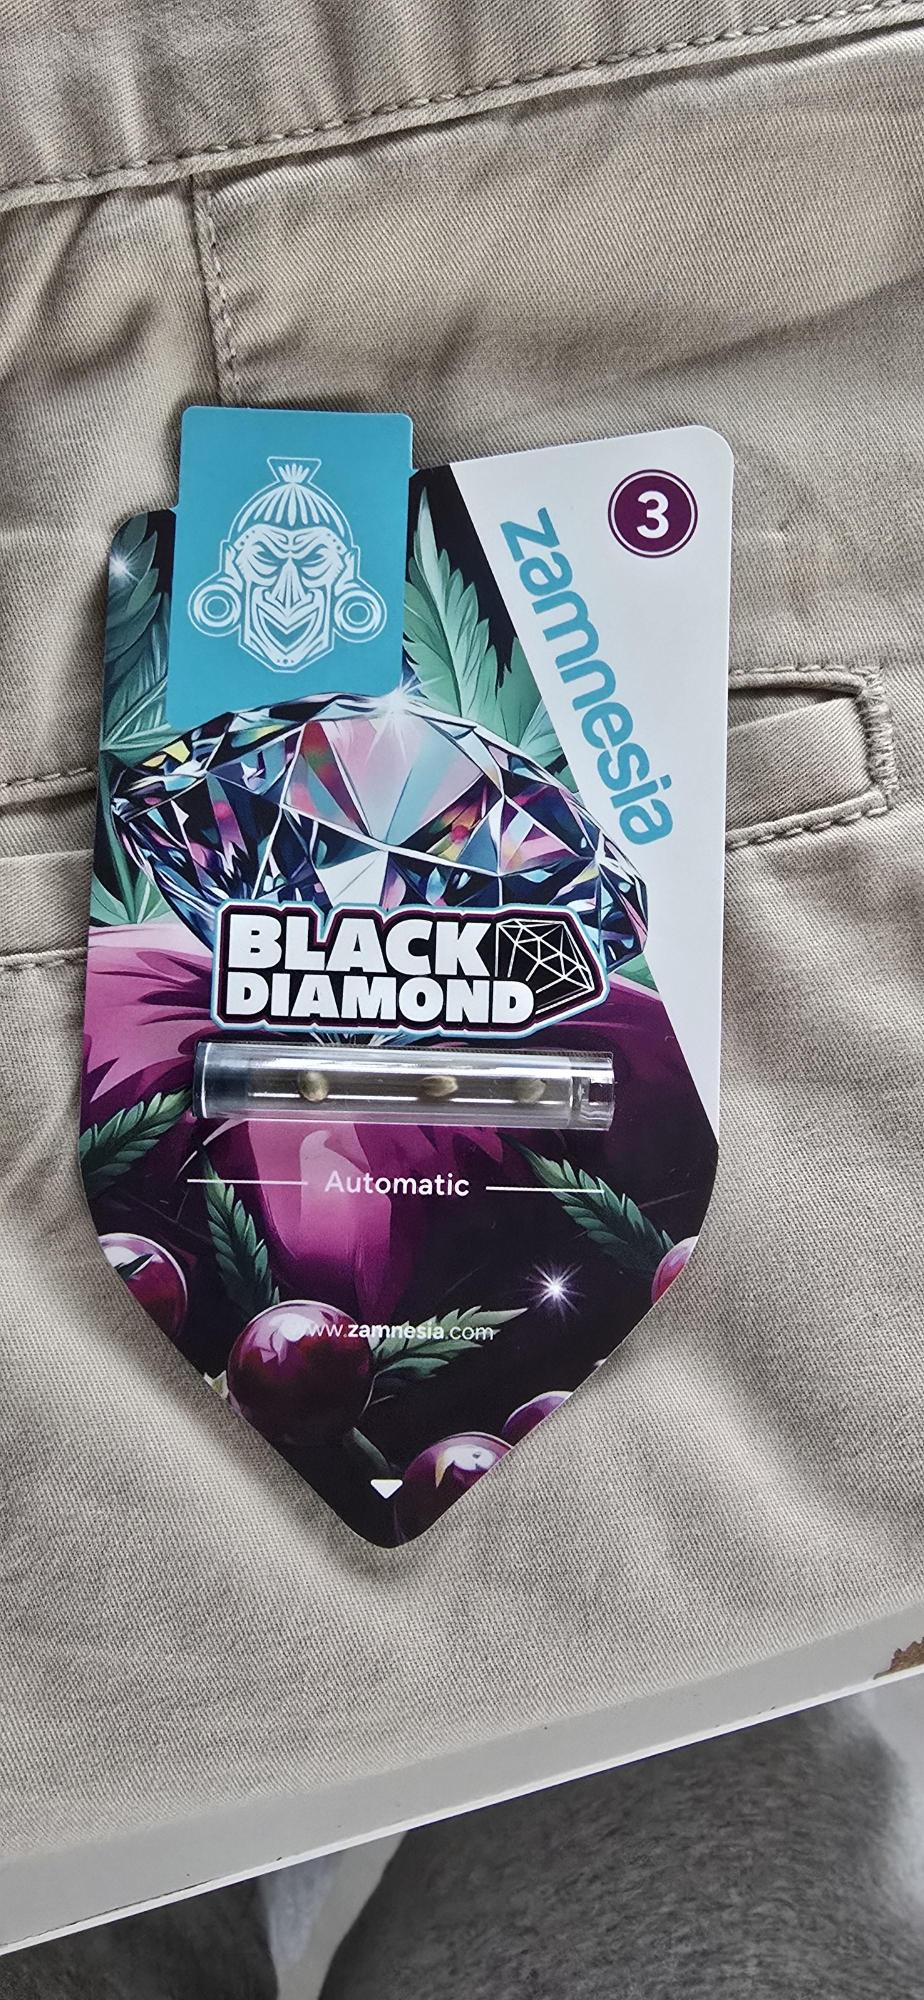 3
zamnesia
BLACK
DIAMOND
Automatic
www.zamnesia.com